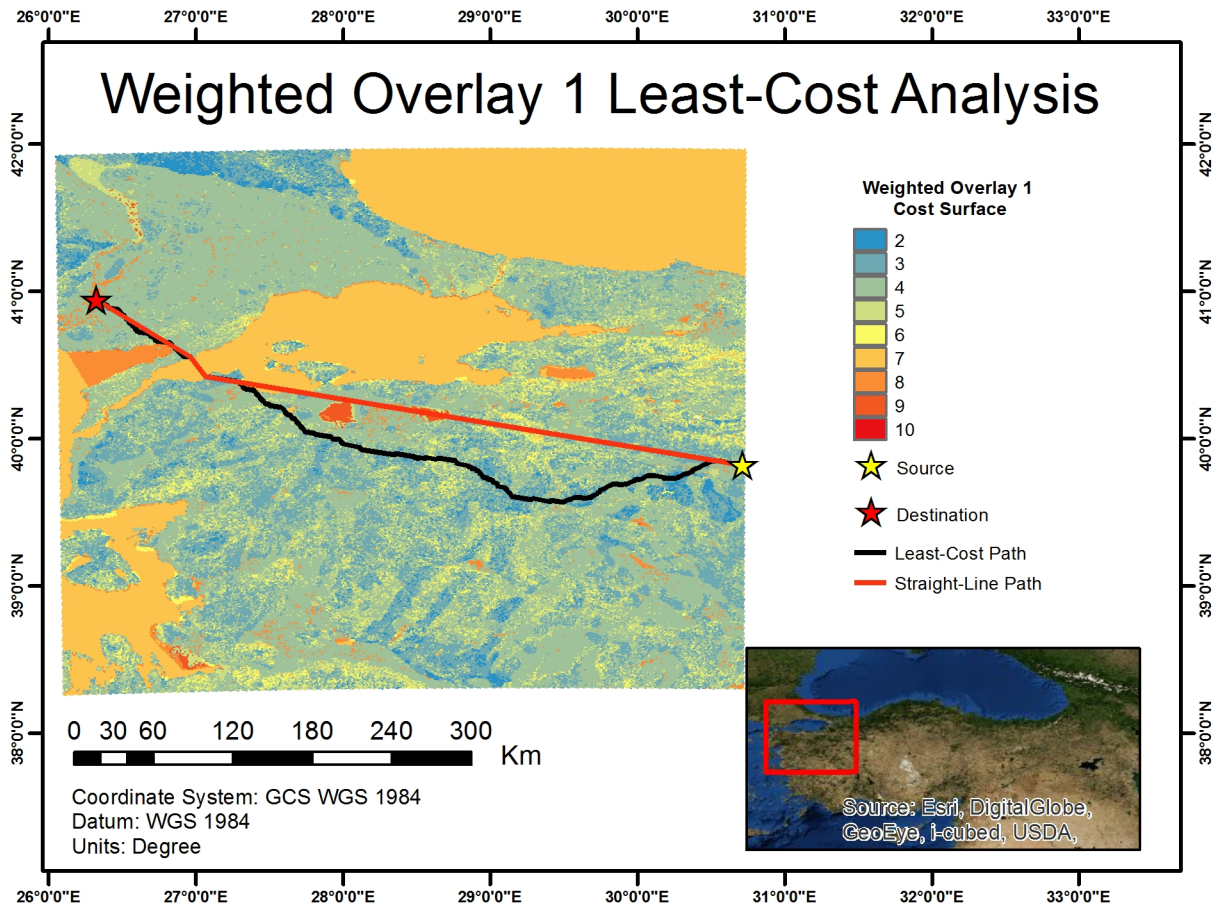 26°0'0"E 27°0'0"E 28°0'0"E 29°0'0"E 30°0'0"E 31°0'0"E 32°0'0"E 33°0'0"E
Weighted Overlay 1 Least-Cost Analysis
42°0'0"N
41°0'0"N
40°0'0"N
39°0'0"N
38°0'0"N
42°0'0"N
41°0'0"N
40°0'0"N
39°0'0"N
38°0'0"N
Weighted Overlay 1
Cost Surface
2
3
4
5
6
7
8
9
10
Source
Destination
Least-Cost Path
Straight-Line Path
0 30 60 120 180 240 300
Km
Coordinate System: GCS WGS 1984
Datum: WGS 1984
Units: Degree
Source: Esri, DigitalGlobe,
GeoEye, i-cubed, USDA,
26°0'0"E 27°0'0"E 28°0'0"E 29°0'0"E 30°0'0"E 31°0'0"E 32°0'0"E 33°0'0"E